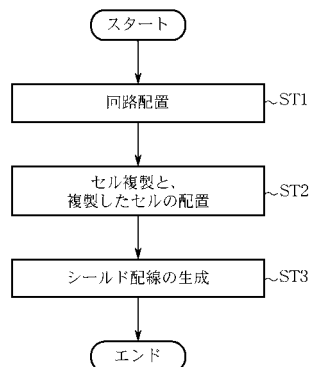 スタート
回路配置
ST1
セル複製と、
複製したセルの配置
ST2
シールド配線の生成
ST3
エンド